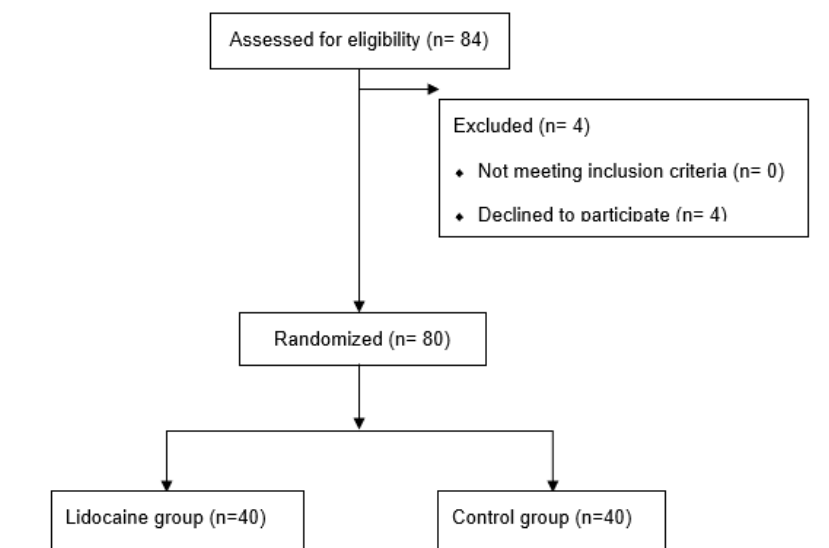 Assessed for eligibility (n= 84)
Excluded (n= 4)
⬥ Not meeting inclusion criteria (n= 0)
⬥ Declined to participate (n= 4)
Randomized (n= 80)
Lidocaine group (n=40)
Control group (n=40)